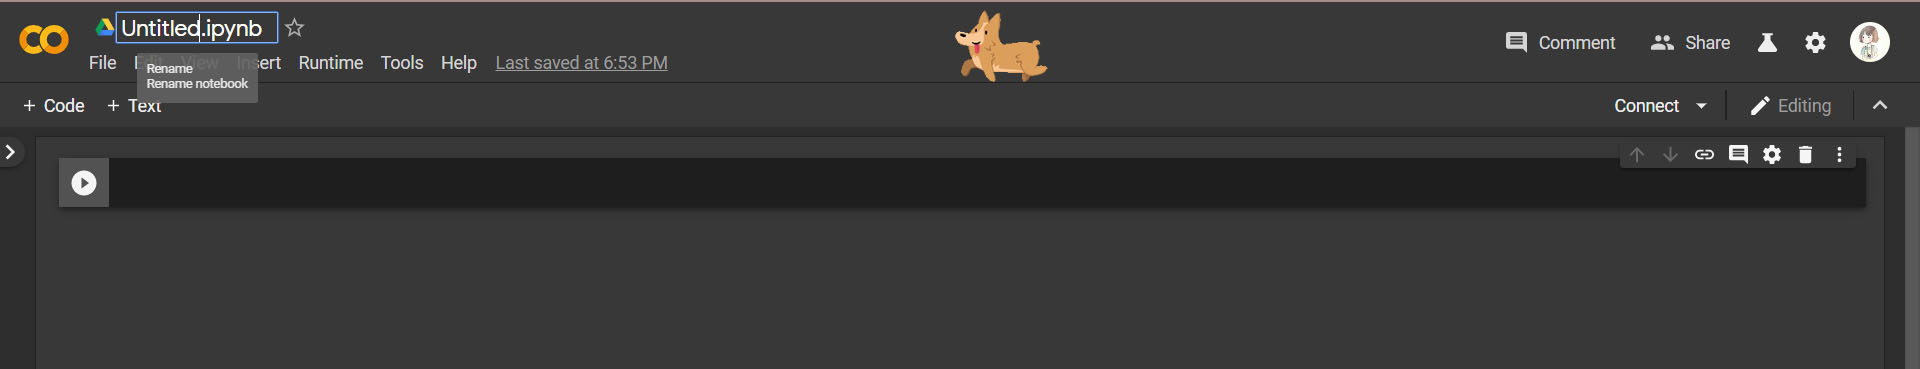 Untitled.ipynb
File Edit View Insert Runtime Tools Help Last saved at 6:53 PM
Rename
Rename notebook
Comment Share
+ Code + Text
Connect Editing